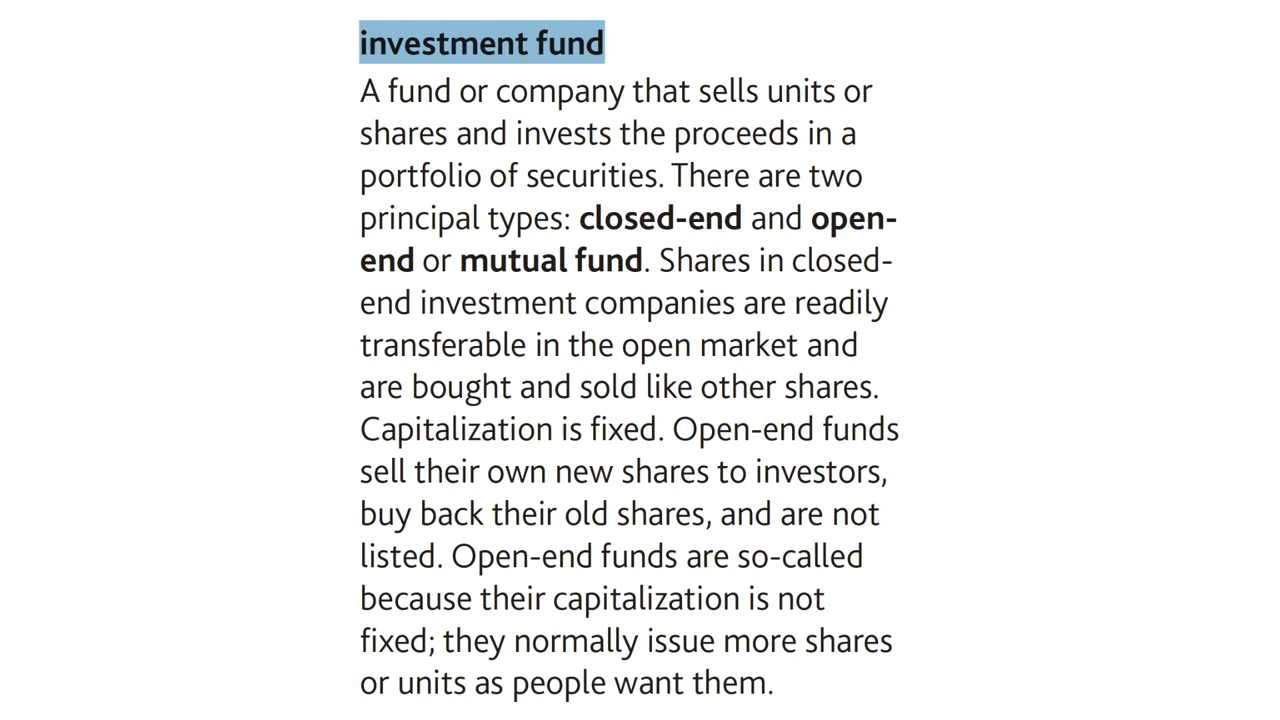 investment fund
A fund or company that sells units or
shares and invests the proceeds in a
portfolio of securities. There are two
principal types: closed-end and open-
end or mutual fund. Shares in closed-
end investment companies are readily
transferable in the open market and
are bought and sold like other shares.
Capitalization is fixed. Open-end funds
sell their own new shares to investors,
buy back their old shares, and are not
listed. Open-end funds are so-called
because their capitalization is not
fixed; they normally issue more shares
or units as people want them.